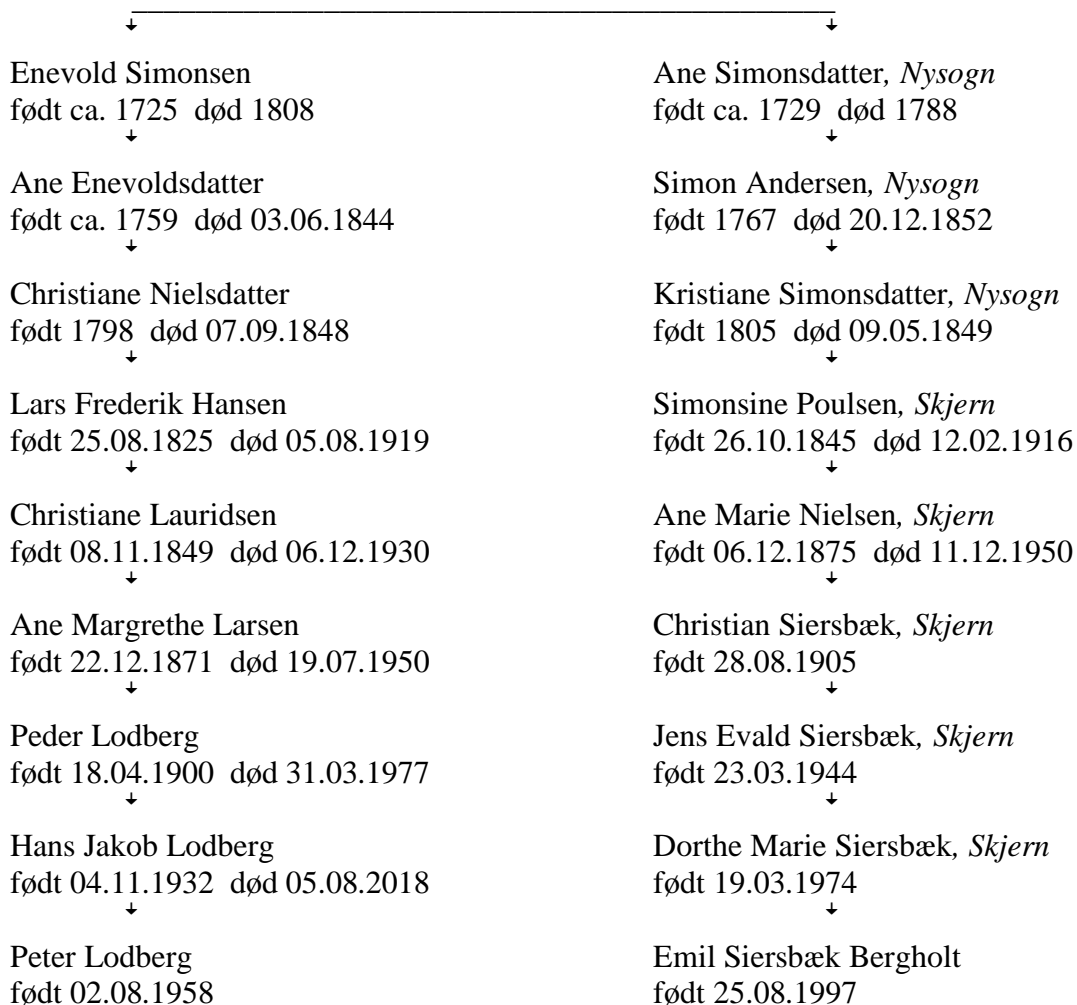 Enevold Simonsen
født ca. 1725 død 1808
Ane Enevoldsdatter
født ca. 1759 død 03.06.1844
Christiane Nielsdatter
født 1798 død 07.09.1848
Lars Frederik Hansen
født 25.08.1825 død 05.08.1919
Christiane Lauridsen
født 08.11.1849 død 06.12.1930
Ane Margrethe Larsen
født 22.12.1871 død 19.07.1950
Peder Lodberg
født 18.04.1900 død 31.03.1977
Hans Jakob Lodberg
født 04.11.1932 død 05.08.2018
Peter Lodberg
født 02.08.1958
Ane Simonsdatter, Nysogn
født ca. 1729 død 1788
Simon Andersen, Nysogn
født 1767 død 20.12.1852
Kristiane Simonsdatter, Nysogn
født 1805 død 09.05.1849
Simonsine Poulsen, Skjern
født 26.10.1845 død 12.02.1916
Ane Marie Nielsen, Skjern
født 06.12.1875 død 11.12.1950
Christian Siersbæk, Skjern
født 28.08.1905
Jens Evald Siersbæk, Skjern
født 23.03.1944
Dorthe Marie Siersbæk, Skjern
født 19.03.1974
Emil Siersbæk Bergholt
født 25.08.1997